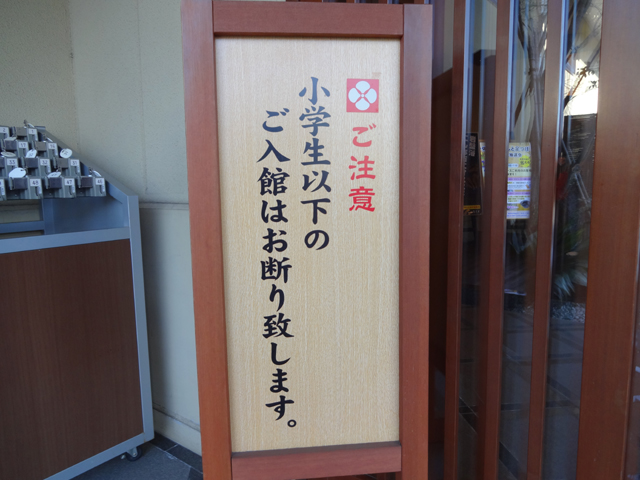 ご注意
小学生以下の
ご入館はお断り致します。